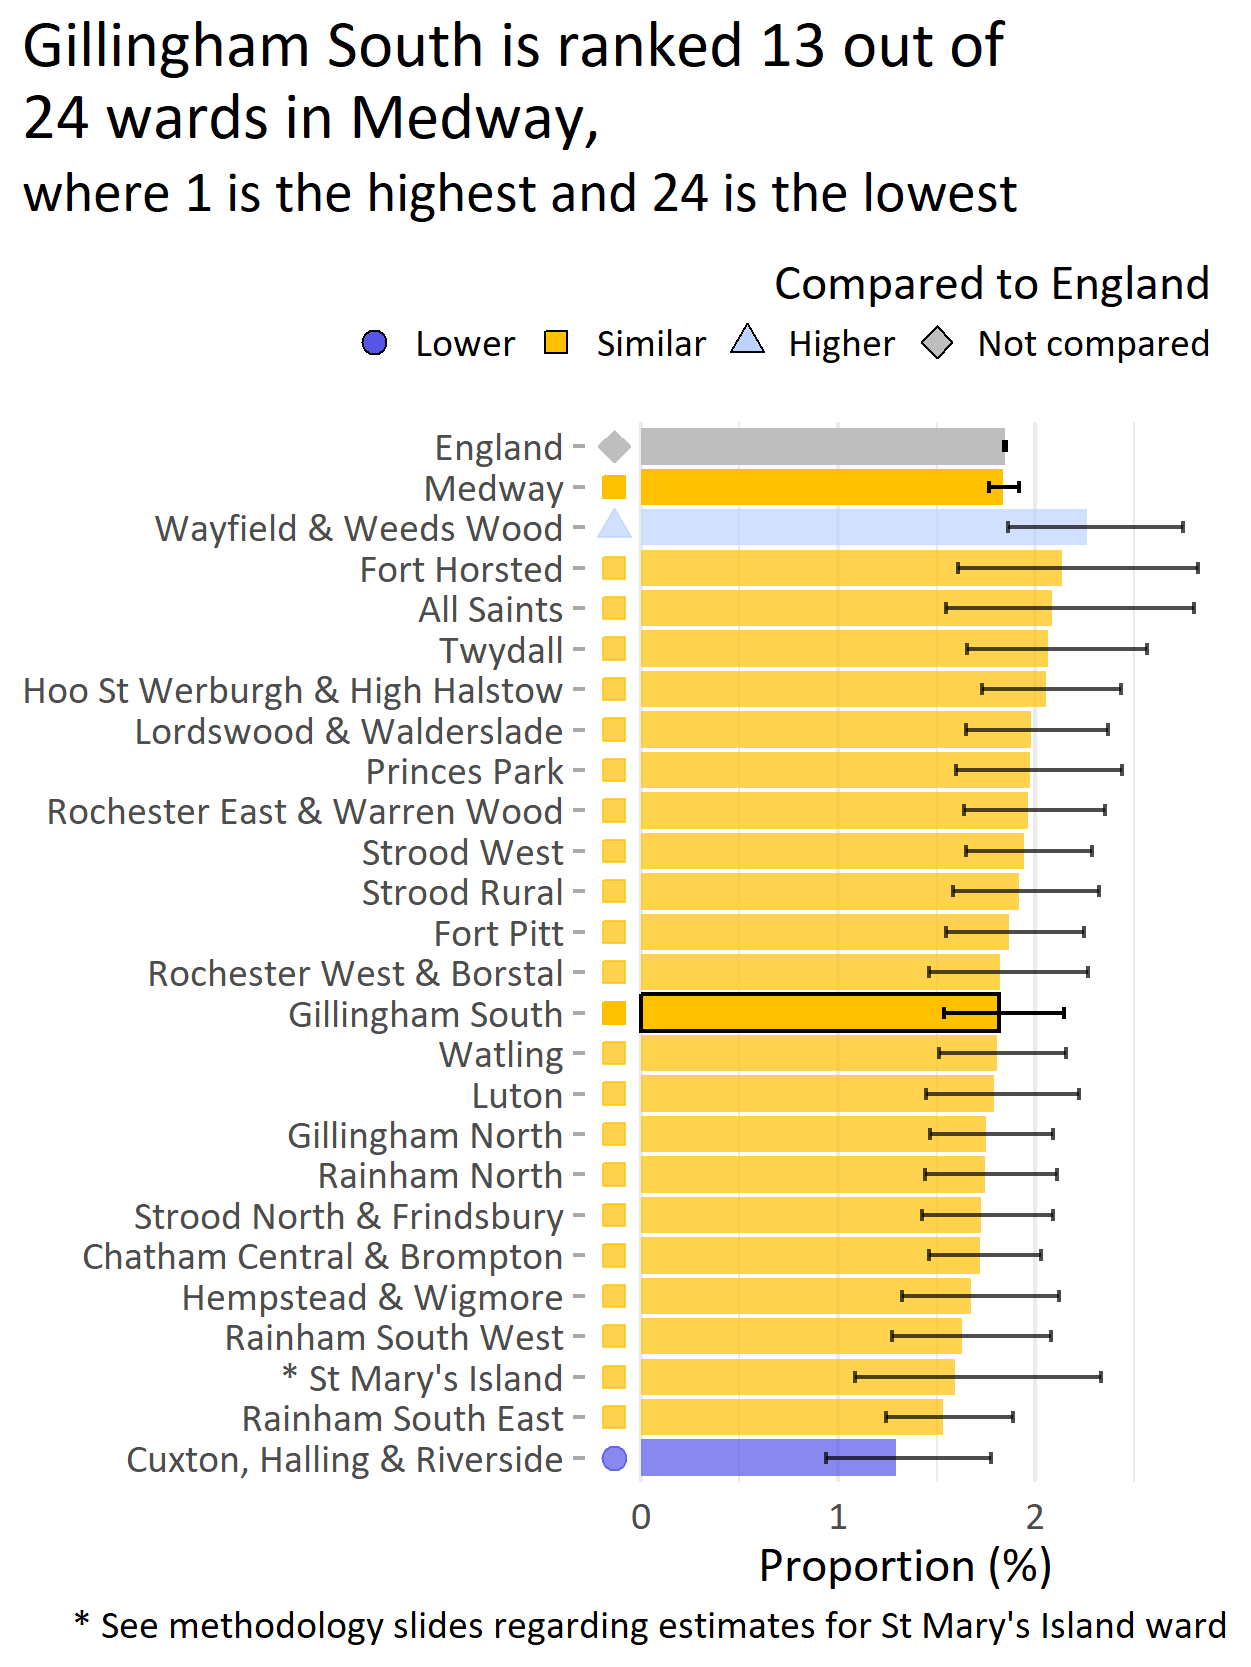 Gillingham South is ranked 13 out of
24 wards in Medway,
where 1 is the highest and 24 is the lowest
Compared to England
Lower Similar Higher Not compared
England
Medway
Wayfield & Weeds Wood
Fort Horsted
All Saints
Twydall
Hoo St Werburgh & High Halstow
Lordswood & Walderslade
Princes Park
Rochester East & Warren Wood
Strood West
Strood Rural
Fort Pitt
Rochester West & Borstal
Gillingham South
Watling
Luton
Gillingham North
Rainham North
Strood North & Frindsbury
Chatham Central & Brompton
Hempstead & Wigmore
Rainham South West
* St Mary's Island
Rainham South East
Cuxton, Halling & Riverside
0 1 2
Proportion (%)
* See methodology slides regarding estimates for St Mary's Island ward